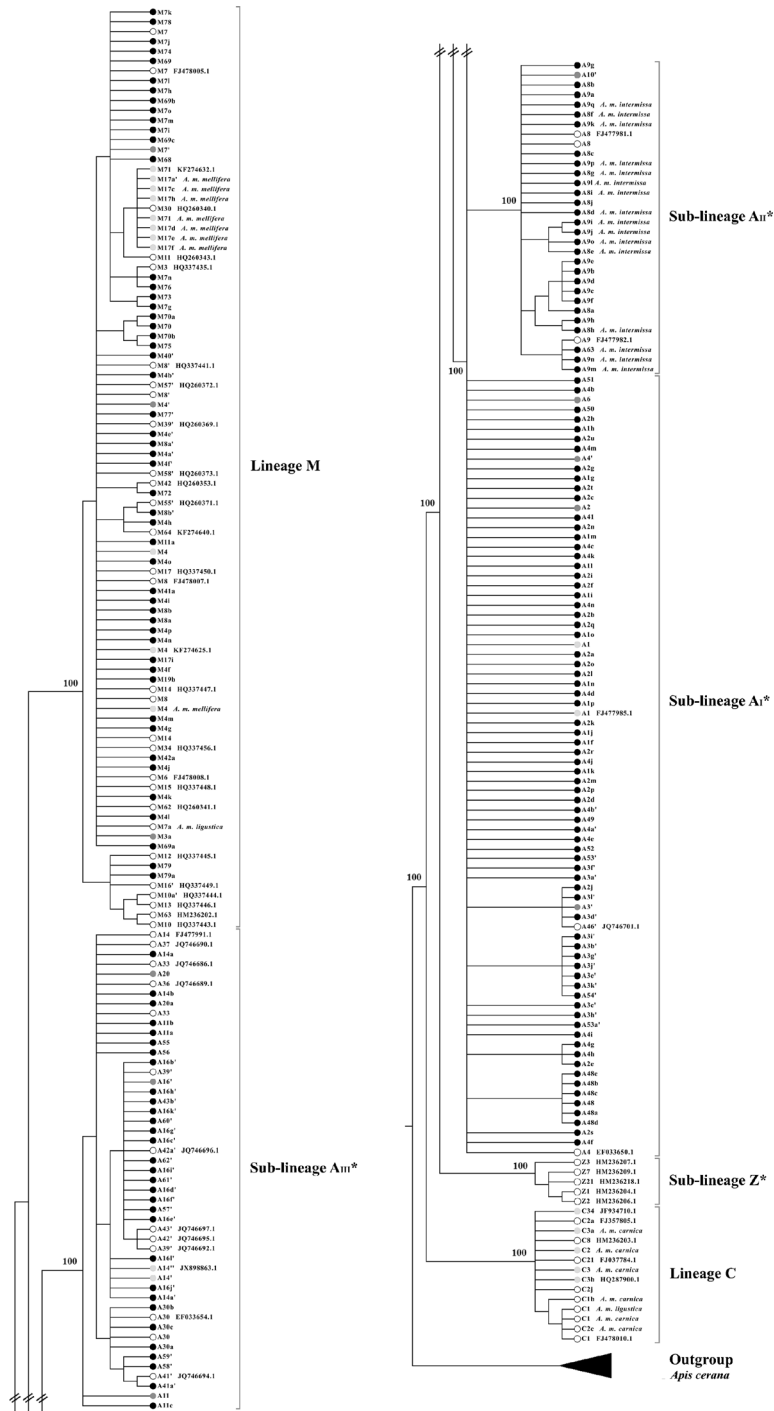 M7k
M78
M7
M7j
M74
M69
M7 FJ478005.1
M7l
M7h
M69b
M7o
M7m
M7i
M69c
M7'
M68
M71 KF274632.1
M17a' A. m. mellifera
M17c A. m. mellifera
M17h A. m. mellifera
M30 HQ260340.1
M71 A. m. mellifera
M17d A. m. mellifera
M17e A. m. mellifera
M17f A. m. mellifera
M11 HQ260343.1
M3 HQ337435.1
M7n
M76
M73
M7g
M70a
M70
M70b
M75
M40'
M8' HQ337441.1
M4b'
M57' HQ260372.1
M8'
M4'
M77'
M39' HQ260369.1
M4e'
M8a'
M4a'
M4f'
M58' HQ260373.1
M42 HQ260353.1
M72
M55' HQ260371.1
M8b'
M4h
M64 KF274640.1
M11a
M4
M4o
M17 HQ337450.1
M8 FJ478007.1
M41a
M4i
M8b
M8a
M4p
M4n
M4 KF274625.1
M17i
M4f
M19h
M14 HQ337447.1
M8
M4 A. m. mellifera
M4m
M4g
M14
M34 HQ337456.1
M42a
M4j
M6 FJ478008.1
M15 HQ337448.1
M4k
M62 HQ260341.1
M4l
M7a A. m. ligustica
M3a
M69a
M12 HQ337445.1
M79
M79a
M16' HQ337449.1
M10a' HQ337444.1
M13 HQ337446.1
M63 HM236202.1
M10 HQ337443.1
100
Lineage M
A14 FJ477991.1
A37 JQ746690.1
A14a
A33 JQ746686.1
A20
A36 JQ746689.1
A14b
A20a
A33
A11b
A11a
A55
A56
A16b'
A39'
A16'
A16h'
A43b'
A16k'
A60'
A16g'
A16c'
A42a' JQ746696.1
A62'
A16i'
A61'
A16d'
A16f'
A57'
A16e'
A43' JQ746697.1
A42' JQ746695.1
A39' JQ746692.1
A16l'
A14'' JX898863.1
A14'
A16j'
A14a'
A30b
A30 EF033654.1
A30c
A30
A30a
A59'
A58'
A41' JQ746694.1
A41a'
A11
A11c
100
Sub-lineage AIII*
A9g
A10'
A8b
A9a
A9q A. m. intermissa
A8f A. m. intermissa
A9k A. m. intermissa
A8 FJ477981.1
A8
A8c
A9p A. m. intermissa
A8g A. m. intermissa
A9l A. m. intermissa
A8i A. m. intermissa
A8j
A8d A. m. intermissa
A9i A. m. intermissa
A9j A. m. intermissa
A9o A. m. intermissa
A8e A. m. intermissa
A9e
A9b
A9d
A9c
A9f
A8a
A9h
A8h A. m. intermissa
A9 FJ477982.1
A63 A. m. intermissa
A9n A. m. intermissa
A9m A. m. intermissa
100
Sub-lineage AII*
100
100
100
A51
A4b
A6
A50
A2h
A1h
A2u
A4m
A4'
A2g
A1g
A2t
A2c
A2
A41
A2n
A1m
A4c
A4k
A1l
A2i
A2f
A1i
A4n
A2b
A2q
A1o
A1
A2a
A2o
A2l
A1n
A4d
A1p
A1 FJ477985.1
A2k
A1j
A1f
A2r
A4j
A1k
A2m
A2p
A2d
A4b'
A49
A4a'
A4e
A52
A53'
A3f'
A3a'
A2j
A3l'
A3'
A3d'
A46' JQ746701.1
A3i'
A3b'
A3g'
A3j'
A3e'
A3k'
A54'
A3c'
A3h'
A53a'
A4i
A4g
A4h
A2e
A48e
A48b
A48c
A48
A48a
A48d
A2s
A4f
A4 EF033650.1
Sub-lineage AI*
Z3 HM236207.1
Z7 HM236209.1
Z21 HM236218.1
Z1 HM236204.1
Z2 HM236206.1
100
Sub-lineage Z*
C34 JF934710.1
C2a FJ357805.1
C3a A. m. carnica
C8 HM236203.1
C2 A. m. carnica
C21 FJ037784.1
C3 A. m. carnica
C3h HQ287900.1
C2j
C1b A. m. carnica
C1 A. m. ligustica
C1 A. m. carnica
C2c A. m. carnica
C1 FJ478010.1
100
Lineage C
Outgroup
Apis cerana